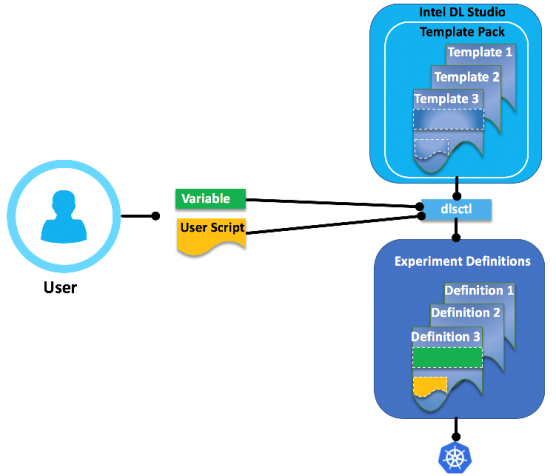 Intel DL Studio
Template Pack
Template 1
Template 2
Template 3
Variable
User Script
dlsctl
User
Experiment Definitions
Definition 1
Definition 2
Definition 3